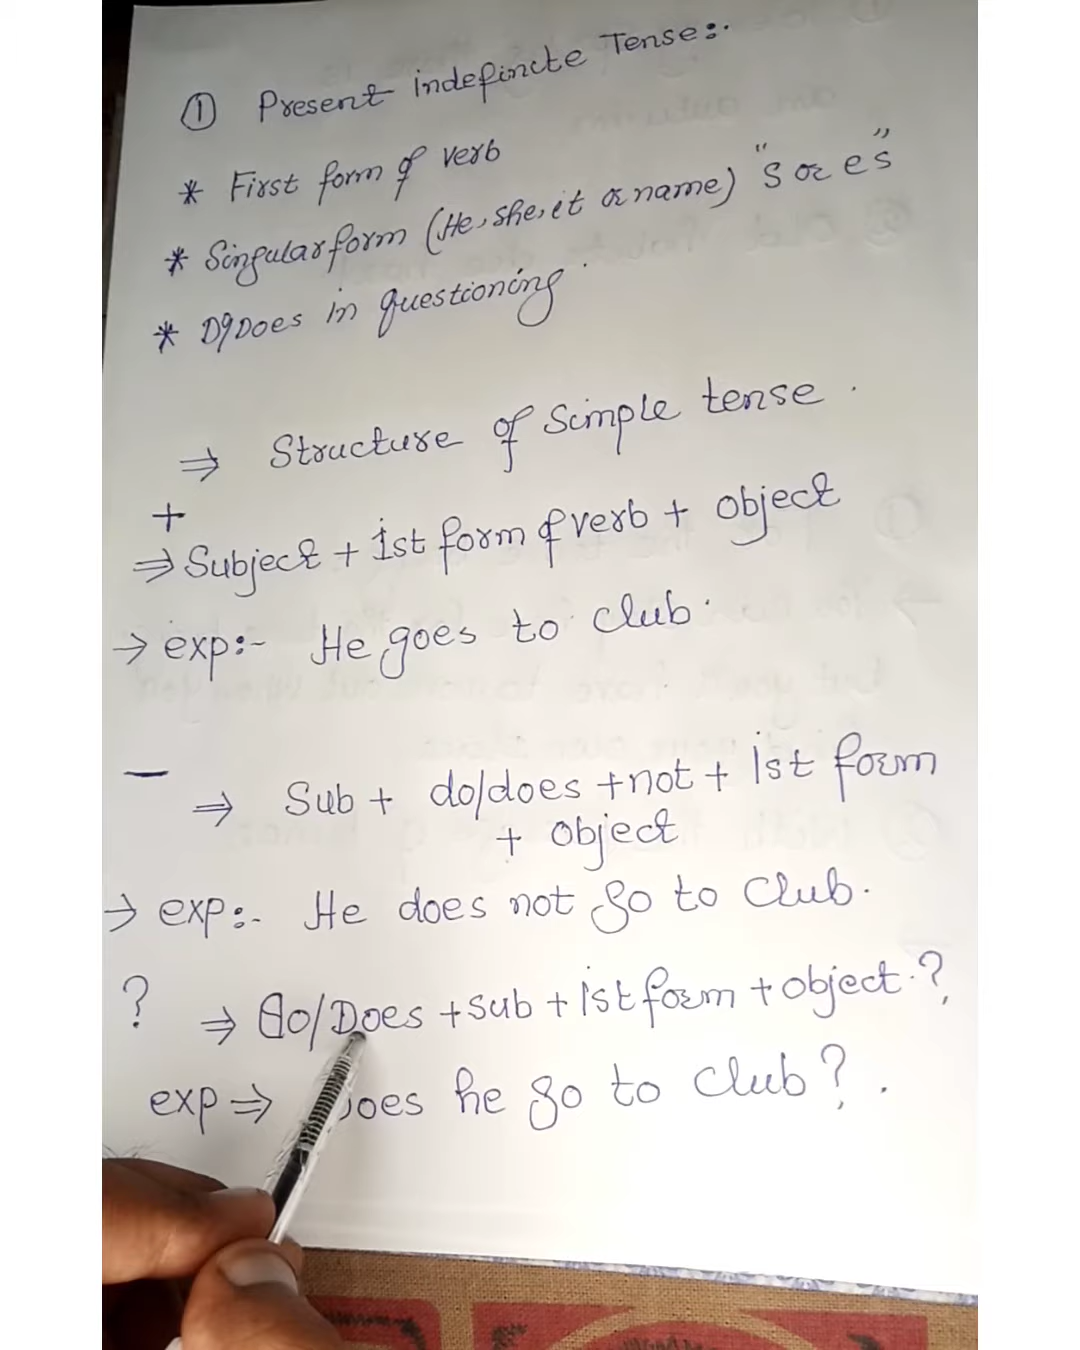 ① Present indefinite Tense:-
* First form of verb
* Singular form (He, she, it or name) "s or es"
* Do/Does in questioning.
⇒ Structure of Simple tense.
+
⇒ Subject + 1st form of verb + object
→ exp:- He goes to club.
—
⇒ Sub + do/does + not + 1st form
+ object
→ exp:- He does not go to club.
? ⇒ Do/Does + sub + 1st form + object.?
exp ⇒ Does he go to club?.